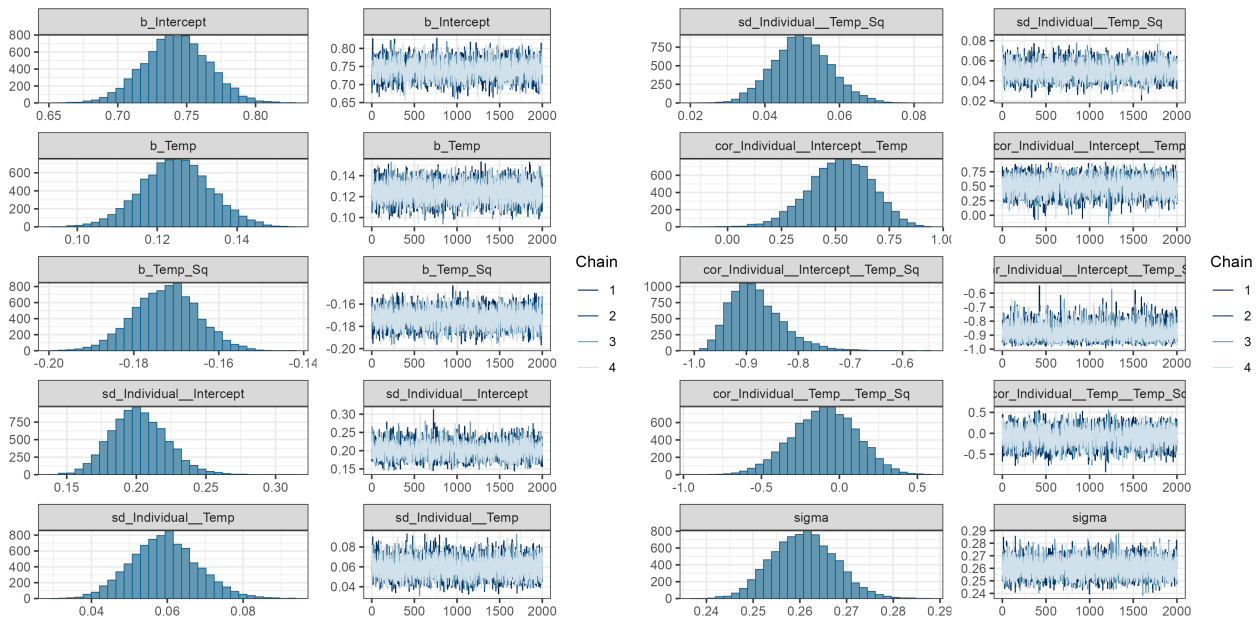 b_Intercept
800
600
400
200
0
0.65 0.70 0.75 0.80
b_Intercept
0.80
0.75
0.70
0.65
0 500 1000 1500 2000
sd_Individual__Temp_Sq
750
500
250
0
0.02 0.04 0.06 0.08
sd_Individual__Temp_Sq
0.08
0.06
0.04
0.02
0 500 1000 1500 2000
b_Temp
600
400
200
0
0.10 0.12 0.14
b_Temp
0.14
0.12
0.10
0 500 1000 1500 2000
cor_Individual__Intercept__Temp
600
400
200
0
0.00 0.25 0.50 0.75 1.0
cor_Individual__Intercept__Temp
0.75
0.50
0.25
0.00
0 500 1000 1500 2000
b_Temp_Sq
800
600
400
200
0
-0.20 -0.18 -0.16 -0.14
b_Temp_Sq
-0.16
-0.18
-0.20
0 500 1000 1500 2000
Chain
1
2
3
4
cor_Individual__Intercept__Temp_Sq
1000
750
500
250
0
-1.0 -0.9 -0.8 -0.7 -0.6
r_Individual__Intercept__Temp_S
-0.6
-0.7
-0.8
-0.9
-1.0
0 500 1000 1500 2000
Chain
1
2
3
4
sd_Individual__Intercept
750
500
250
0
0.15 0.20 0.25 0.30
sd_Individual__Intercept
0.30
0.25
0.20
0.15
0 500 1000 1500 2000
cor_Individual__Temp__Temp_Sq
600
400
200
0
-1.0 -0.5 0.0 0.5
cor_Individual__Temp__Temp_Sq
0.5
0.0
-0.5
0 500 1000 1500 2000
sd_Individual__Temp
800
600
400
200
0
0.04 0.06 0.08
sd_Individual__Temp
0.08
0.06
0.04
0 500 1000 1500 2000
sigma
800
600
400
200
0
0.24 0.25 0.26 0.27 0.28 0.29
sigma
0.29
0.28
0.27
0.26
0.25
0.24
0 500 1000 1500 2000